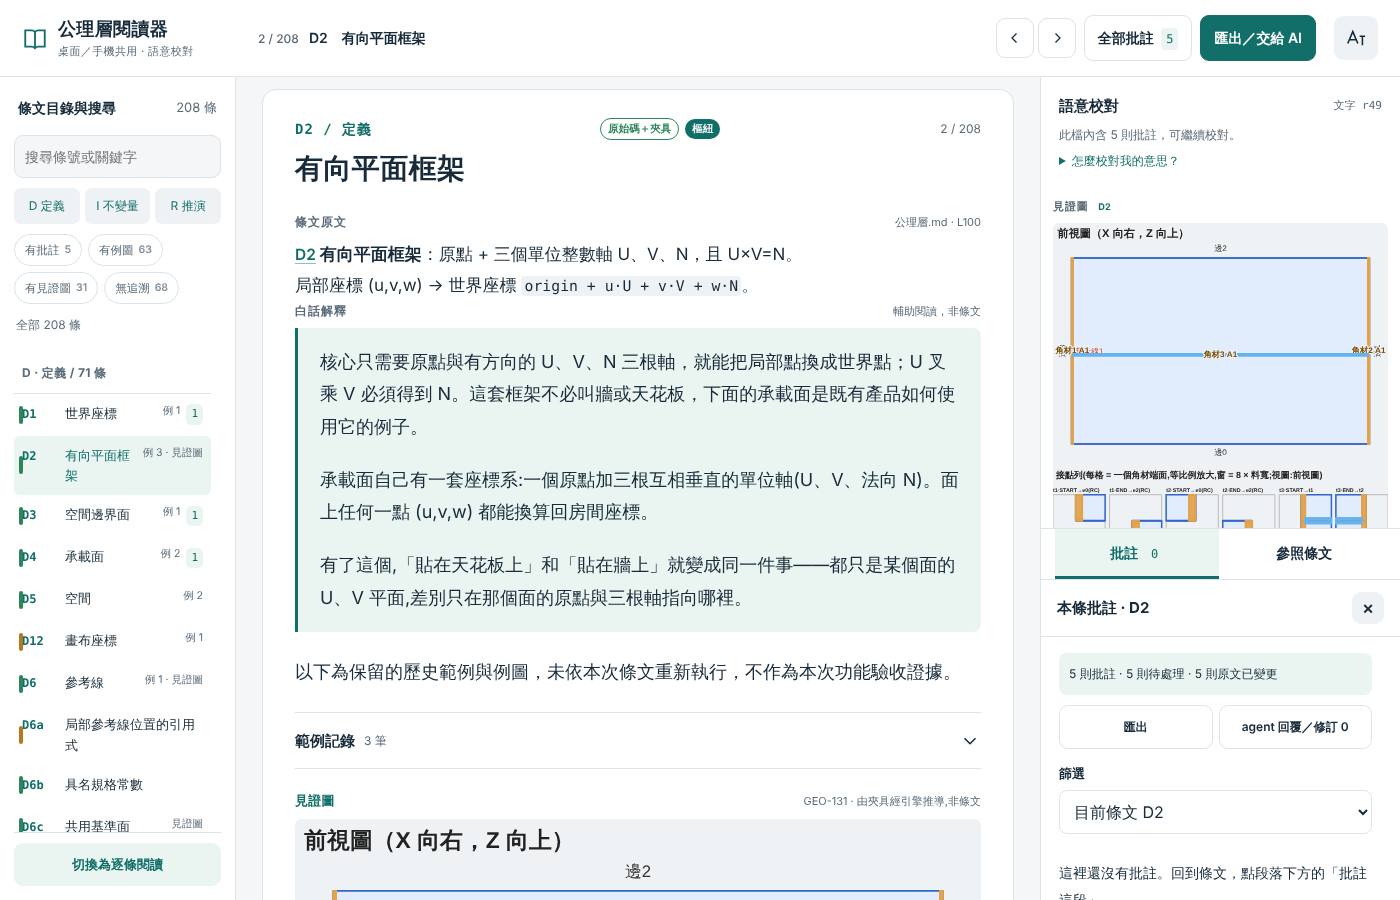 公理層閱讀器
桌面／手機共用 · 語意校對
2 / 208 D2 有向平面框架
全部批註 5
匯出／交給 AI
條文目錄與搜尋 208 條
搜尋條號或關鍵字
D 定義
I 不變量
R 推演
有批註 5
有例圖 63
有見證圖 31
無追溯 68
全部 208 條
D · 定義 / 71 條
D1 世界座標 例 1 1
D2 有向平面框架 例 3 · 見證圖
D3 空間邊界面 例 1 1
D4 承載面 例 2 1
D5 空間 例 2
D12 畫布座標 例 1
D6 參考線 例 1 · 見證圖
D6a 局部參考線位置的引用式
D6b 具名規格常數
D6c 共用基準面 見證圖
切換為逐條閱讀
D2 / 定義
原始碼＋夾具
樞紐
2 / 208
有向平面框架
條文原文
公理層.md · L100
D2 有向平面框架：原點 + 三個單位整數軸 U、V、N，且 U×V=N。
局部座標 (u,v,w) → 世界座標 origin + u·U + v·V + w·N。
白話解釋
輔助閱讀，非條文
核心只需要原點與有方向的 U、V、N 三根軸，就能把局部點換成世界點；U 叉
乘 V 必須得到 N。這套框架不必叫牆或天花板，下面的承載面是既有產品如何使
用它的例子。
承載面自己有一套座標系:一個原點加三根互相垂直的單位軸(U、V、法向 N)。面
上任何一點 (u,v,w) 都能換算回房間座標。
有了這個,「貼在天花板上」和「貼在牆上」就變成同一件事——都只是某個面的
U、V 平面,差別只在那個面的原點與三根軸指向哪裡。
以下為保留的歷史範例與例圖，未依本次條文重新執行，不作為本次功能驗收證據。
範例記錄 3 筆
見證圖
GEO-131 · 由夾具經引擎推導,非條文
前視圖（X 向右，Z 向上）
邊2
語意校對
文字 r49
此檔內含 5 則批註，可繼續校對。
怎麼校對我的意思？
見證圖 D2
前視圖（X 向右，Z 向上）
邊2
角材1·A1
角材3·A1
角材2·A1
邊0
接點列(每格 = 一個角材端面,等比例放大,窗 = 8 × 料寬;視圖:前視圖)
批註 0
參照條文
本條批註 · D2
5 則批註 · 5 則待處理 · 5 則原文已變更
匯出
agent 回覆／修訂 0
篩選
目前條文 D2
這裡還沒有批註。回到條文，點段落下方的「批註
這段」